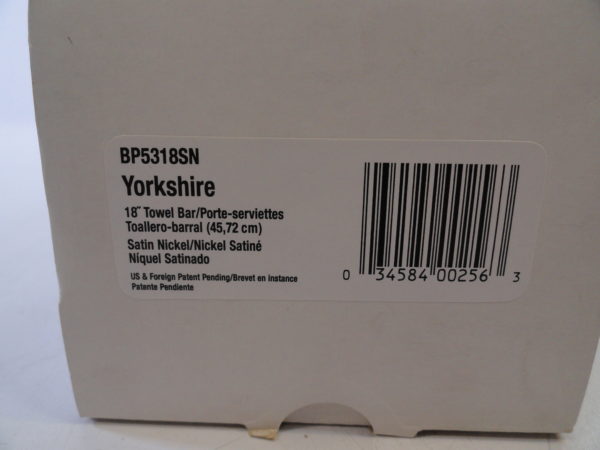 BP5318SN
Yorkshire
18" Towel Bar/Porte-serviettes
Toallero-barral (45,72 cm)
Satin Nickel/Nickel Satiné
Níquel Satinado
US & Foreign Patent Pending/Brevet en instance
Patente Pendiente
0 34584 00256 3